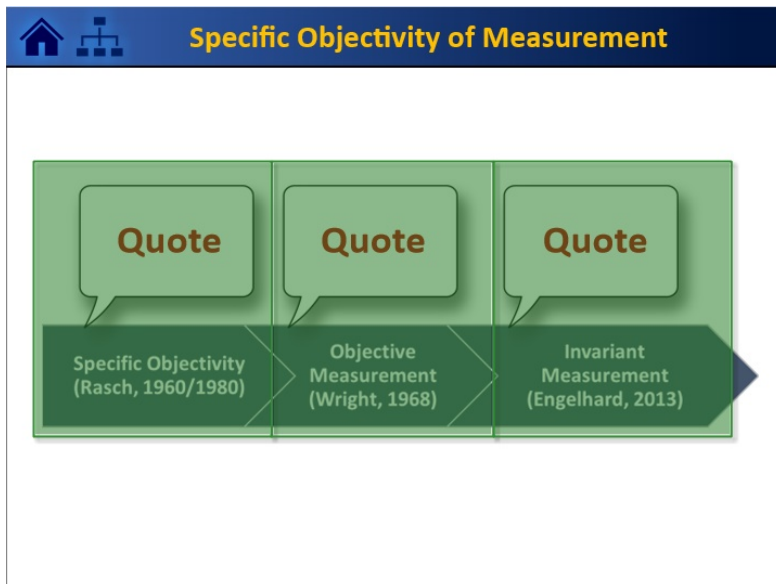 Specific Objectivity of Measurement
Quote
Quote
Quote
Specific Objectivity
(Rasch, 1960/1980)
Objective
Measurement
(Wright, 1968)
Invariant
Measurement
(Engelhard, 2013)